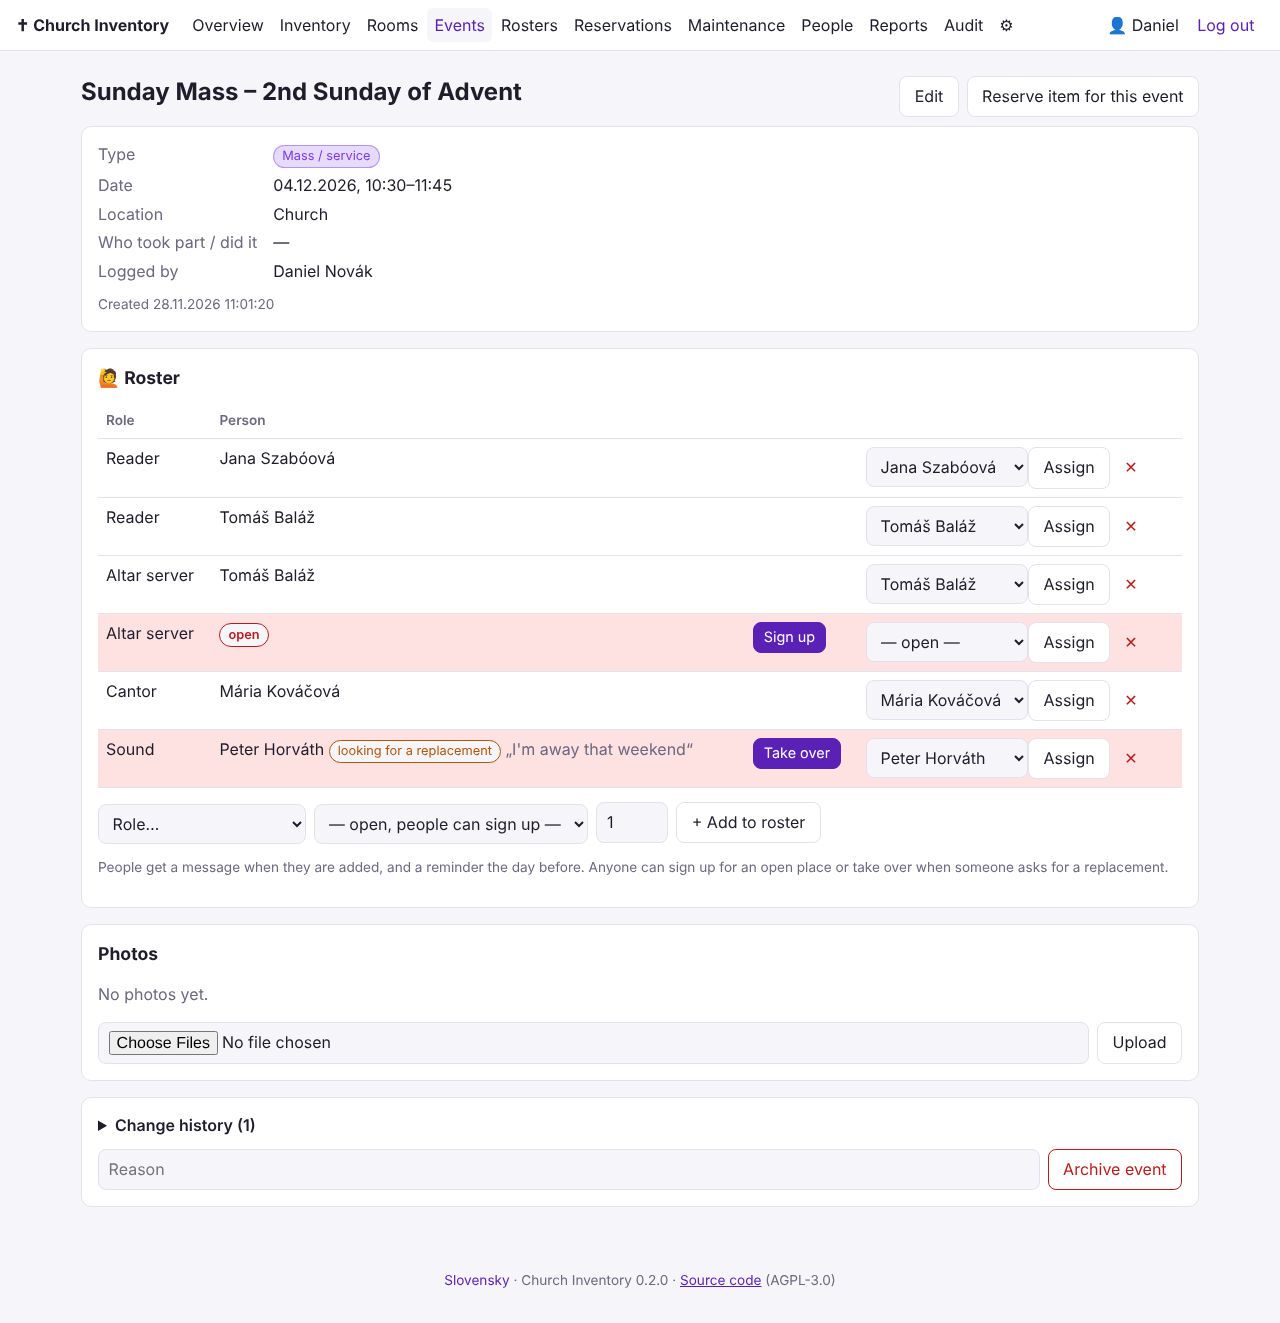 ✝ Church Inventory Overview Inventory Rooms Events Rosters Reservations Maintenance People Reports Audit ⚙ 👤 Daniel Log out
Sunday Mass – 2nd Sunday of Advent Edit Reserve item for this event
Type Mass / service
Date 04.12.2026, 10:30–11:45
Location Church
Who took part / did it —
Logged by Daniel Novák
Created 28.11.2026 11:01:20
🙋 Roster
Role Person
Reader Jana Szabóová Jana Szabóová Assign ✕
Reader Tomáš Baláž Tomáš Baláž Assign ✕
Altar server Tomáš Baláž Tomáš Baláž Assign ✕
Altar server open Sign up — open — Assign ✕
Cantor Mária Kováčová Mária Kováčová Assign ✕
Sound Peter Horváth looking for a replacement „I'm away that weekend“ Take over Peter Horváth Assign ✕
Role… — open, people can sign up — 1 + Add to roster
People get a message when they are added, and a reminder the day before. Anyone can sign up for an open place or take over when someone asks for a replacement.
Photos
No photos yet.
Choose Files No file chosen Upload
▶ Change history (1)
Reason Archive event
Slovensky · Church Inventory 0.2.0 · Source code (AGPL-3.0)